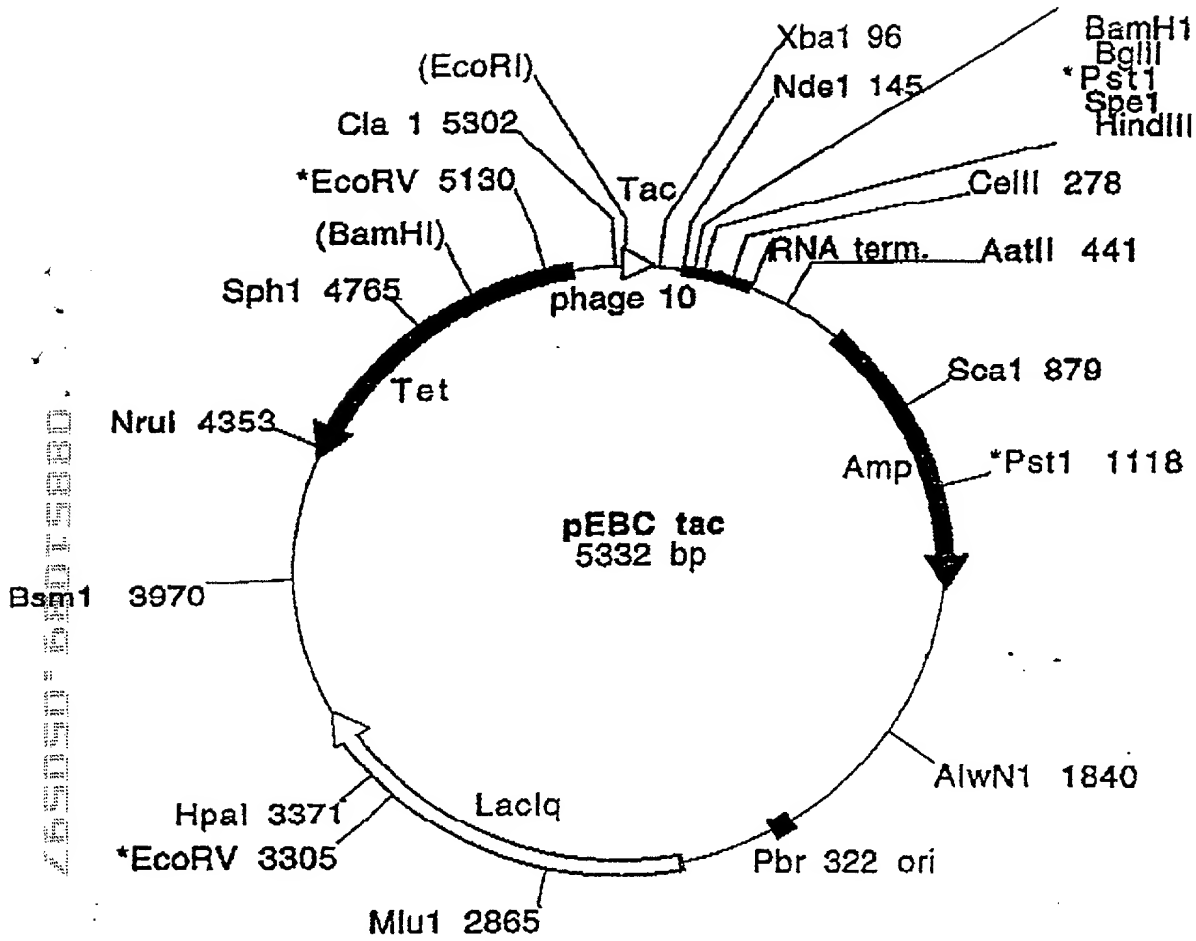 BamH1
BglII
*Pst1
Spe1
HindIII
Xba1 96
Nde1 145
(EcoRI)
Cla 1 5302
*EcoRV 5130
Tac
CelII 278
(BamHI)
RNA term.
AatII 441
Sph1 4765
phage 10
Sca1 879
Tet
NruI 4353
Amp
*Pst1 1118
pEBC tac
5332 bp
Bsm1 3970
AlwN1 1840
HpaI 3371
LacIq
*EcoRV 3305
Pbr 322 ori
Mlu1 2865